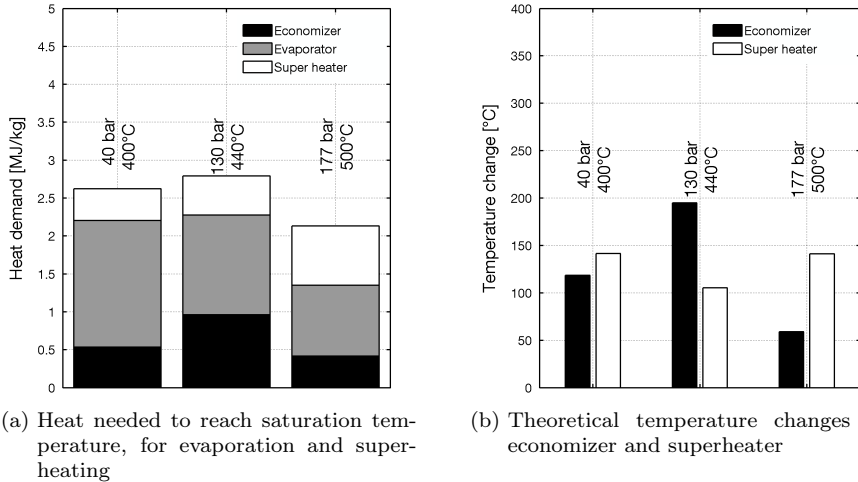 Heat demand [MJ/kg]
5
4.5
4
3.5
3
2.5
2
1.5
1
0.5
0
Economizer
Evaporator
Super heater
40 bar
400°C
130 bar
440°C
177 bar
500°C
(a) Heat needed to reach saturation tem-
perature, for evaporation and super-
heating
Temperature change [°C]
400
350
300
250
200
150
100
50
0
Economizer
Super heater
40 bar
400°C
130 bar
440°C
177 bar
500°C
(b) Theoretical temperature changes
economizer and superheater